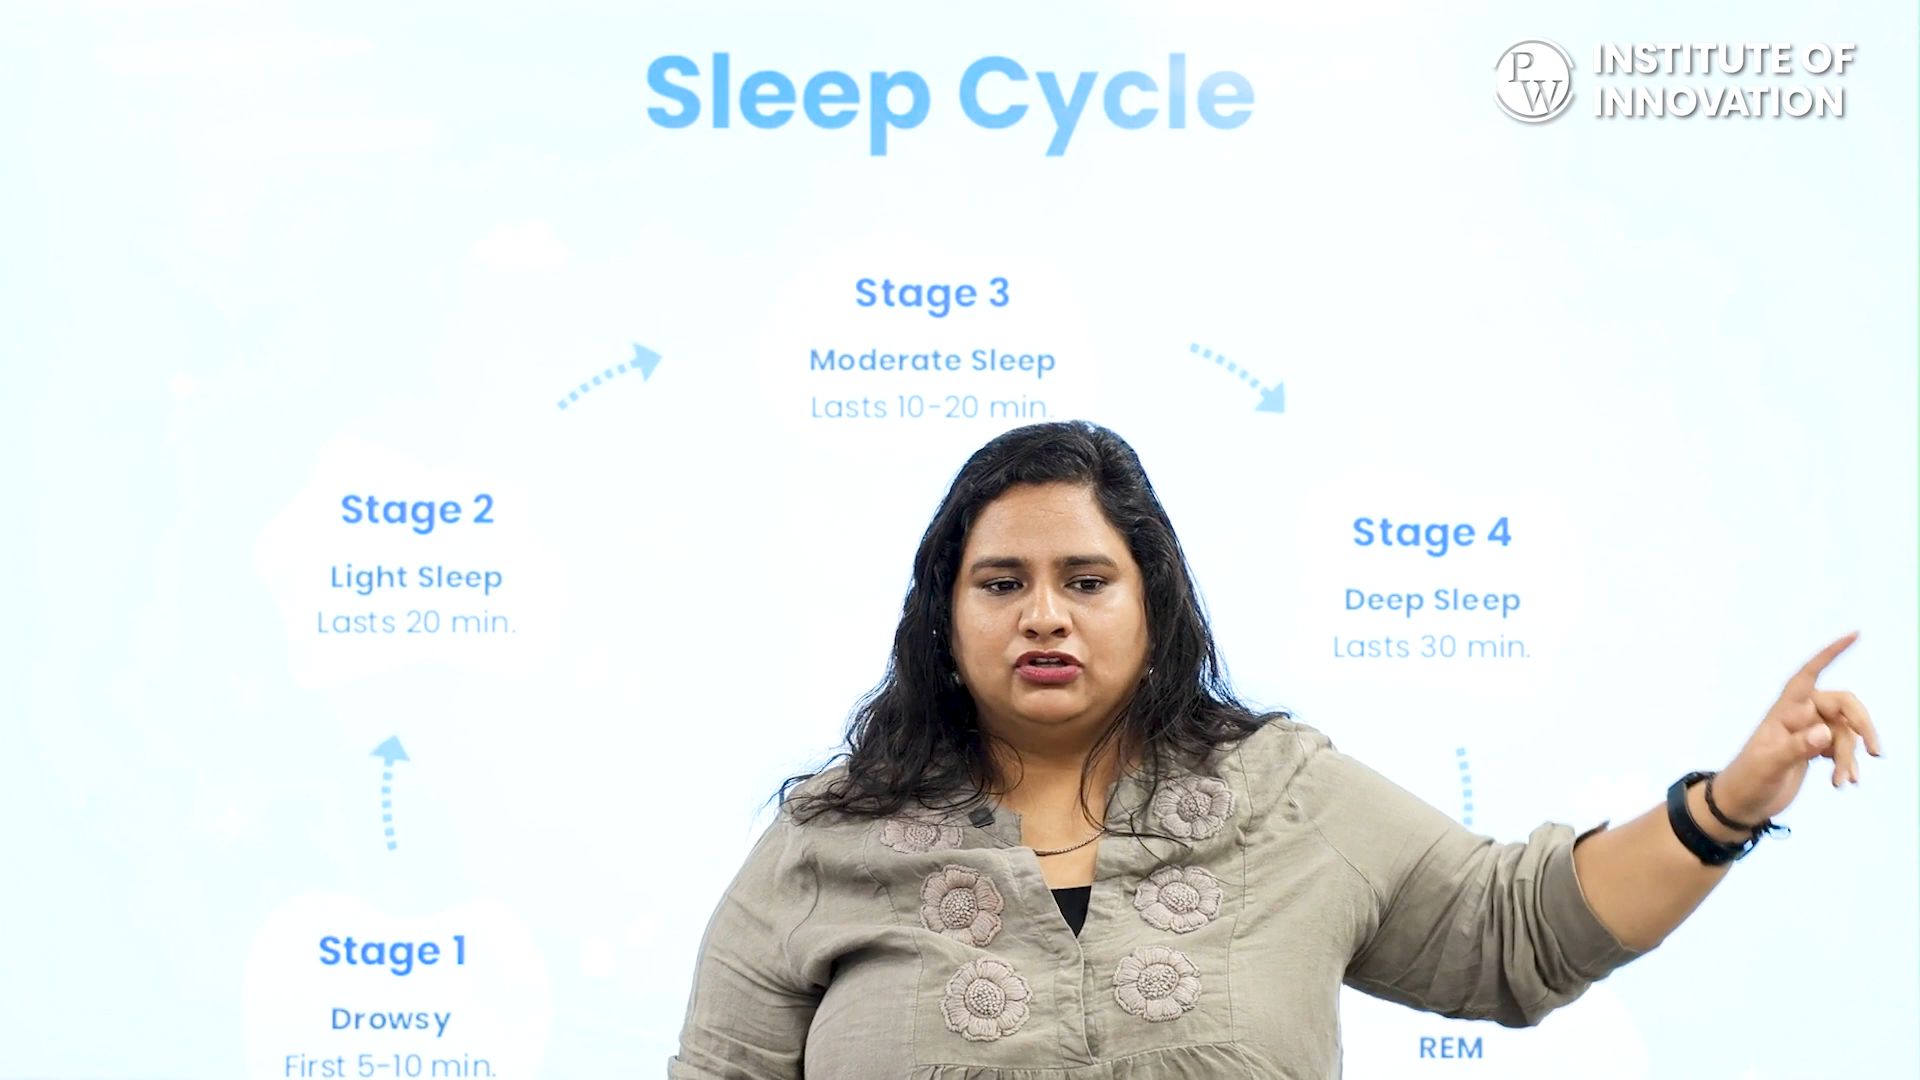 Sleep Cycle
PW
INSTITUTE OF
INNOVATION
Stage 3
Moderate Sleep
Lasts 10-20 min.
Stage 2
Light Sleep
Lasts 20 min.
Stage 4
Deep Sleep
Lasts 30 min.
Stage 1
Drowsy
First 5-10 min.
REM